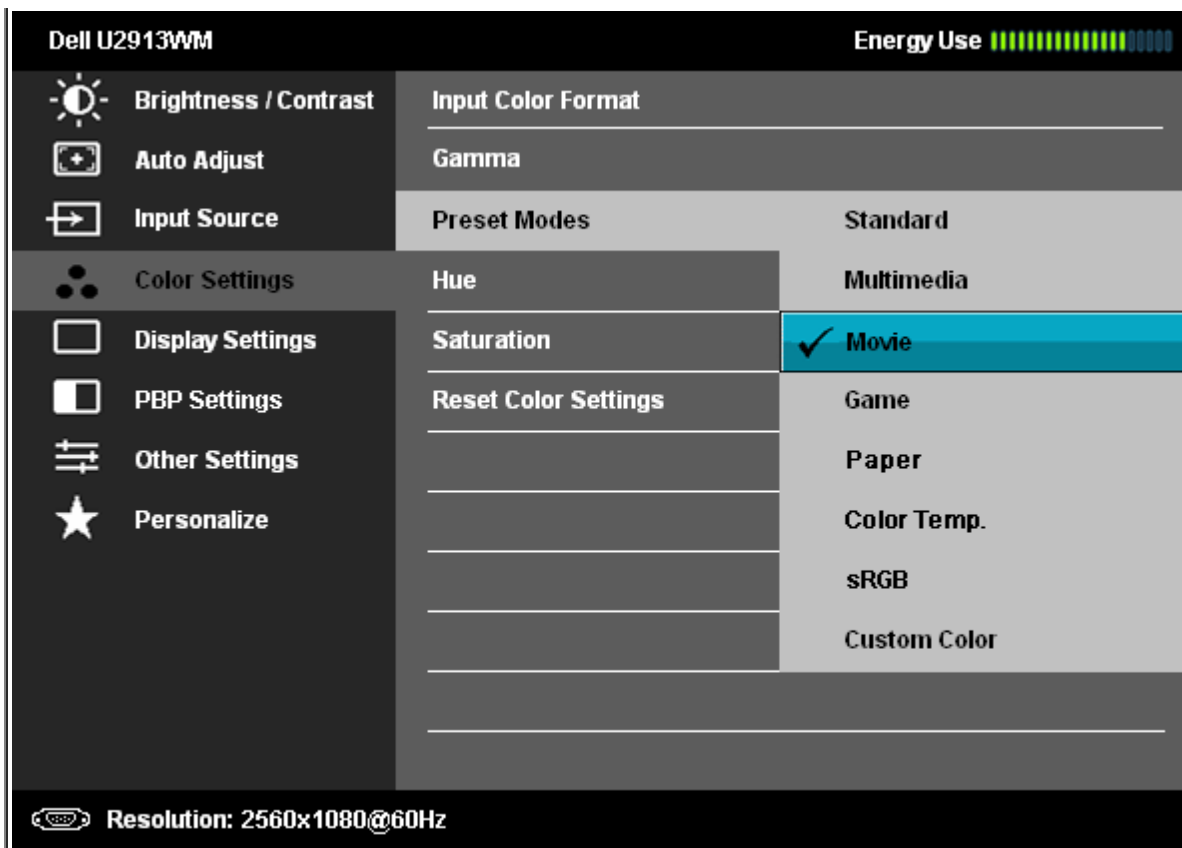 Dell U2913WM Energy Use
Brightness / Contrast Input Color Format
Auto Adjust Gamma
Input Source Preset Modes Standard
Color Settings Hue Multimedia
Display Settings Saturation Movie
PBP Settings Reset Color Settings Game
Other Settings Paper
Personalize Color Temp.
sRGB
Custom Color
Resolution: 2560x1080@60Hz